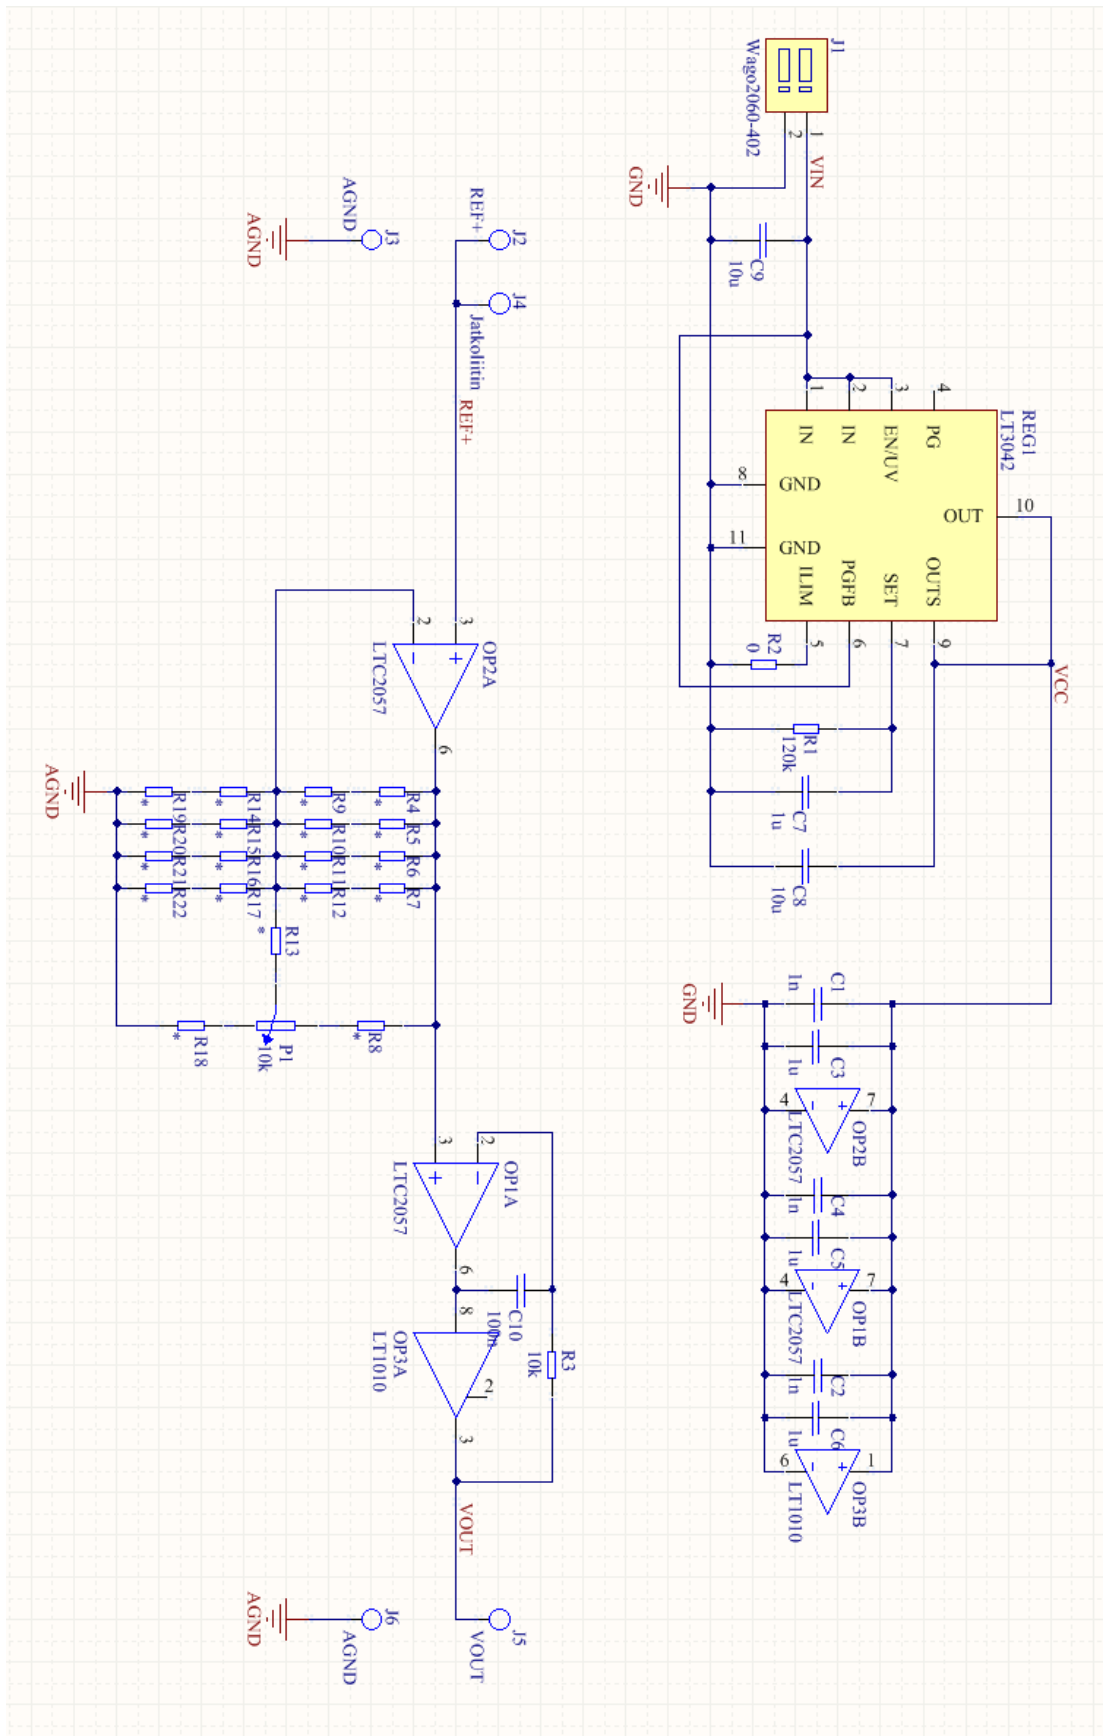 J1
Wago2060-402
1
2
VIN
GND
C9
10u
1
2
3
4
IN
IN
EN/UV
PG
REG1
LT3042
8
GND
11
GND
OUT
10
ILIM
PGFB
SET
OUTS
5
6
7
9
R2
0
VCC
R1
120k
C7
1u
C8
10u
GND
C1
1n
C3
1u
4
7
OP2B
LTC2057
C4
1n
C5
1u
4
7
OP1B
LTC2057
C2
1n
C6
1u
6
1
OP3B
LT1010
J3
AGND
AGND
J2
REF+
J4
Jatkoliitin
REF+
2
3
OP2A
LTC2057
6
AGND
R19
*
R14
*
R9
*
R4
*
R20
*
R15
*
R10
*
R5
*
R21
*
R16
*
R11
*
R6
*
R22
*
R17
*
R12
*
R7
*
R13
*
R18
*
P1
10k
R8
*
3
2
OP1A
LTC2057
6
C10
100n
8
OP3A
LT1010
2
3
R3
10k
VOUT
J5
VOUT
J6
AGND
AGND